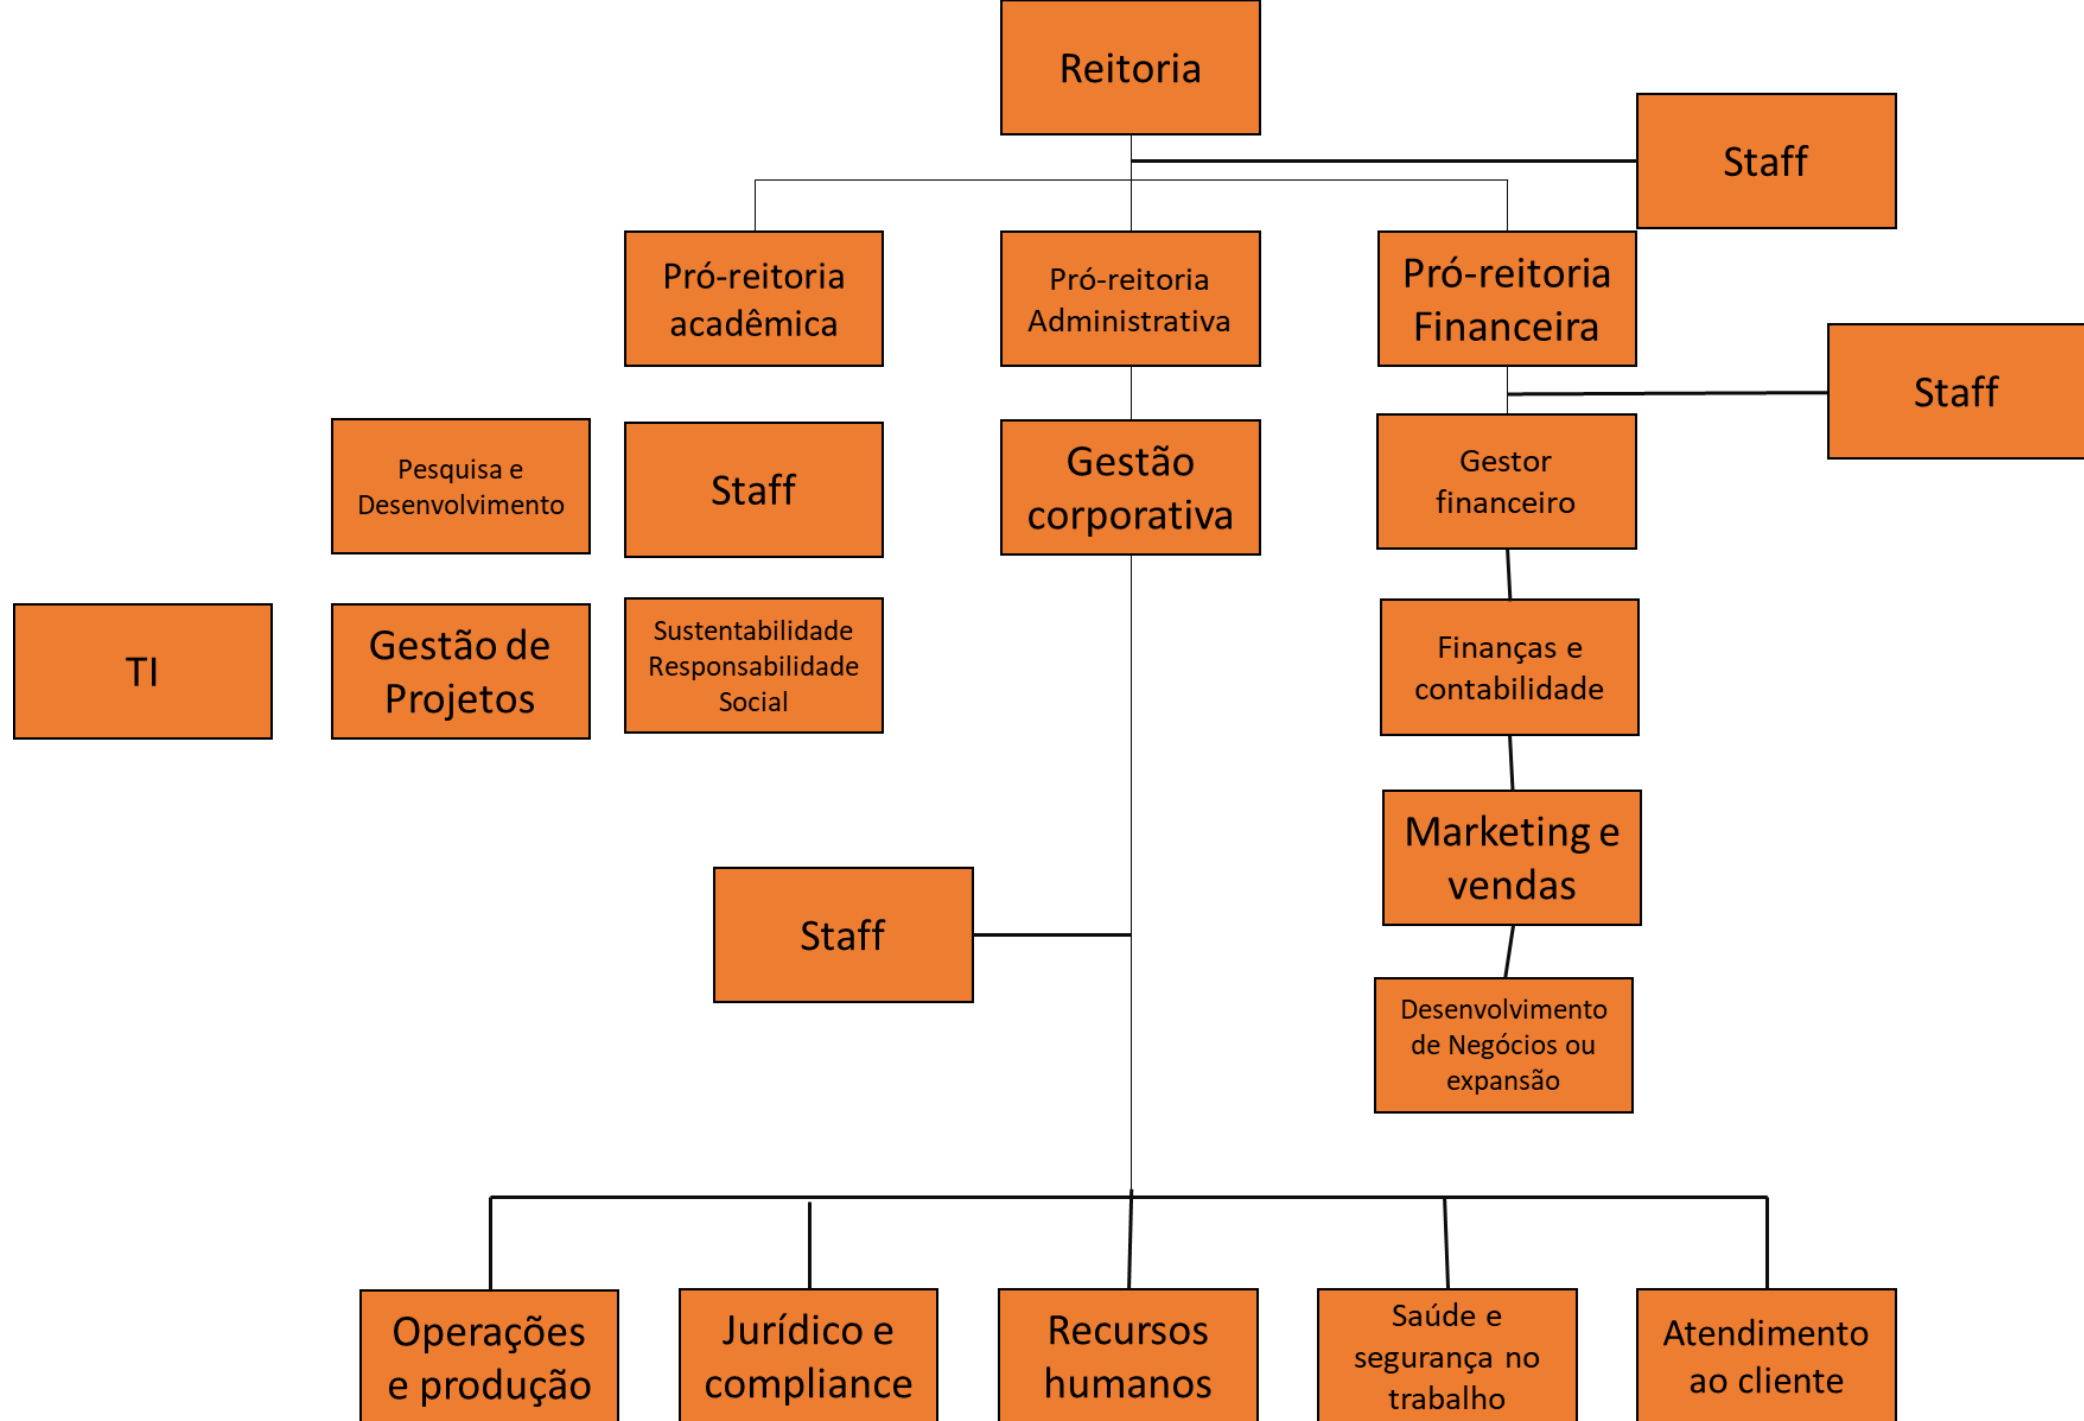 Reitoria
Staff
Pró-reitoria
acadêmica
Pró-reitoria
Administrativa
Pró-reitoria
Financeira
Staff
Pesquisa e
Desenvolvimento
Staff
Gestão
corporativa
Gestor
financeiro
TI
Gestão de
Projetos
Sustentabilidade
Responsabilidade
Social
Finanças e
contabilidade
Marketing e
vendas
Staff
Desenvolvimento
de Negócios ou
expansão
Operações
e produção
Jurídico e
compliance
Recursos
humanos
Saúde e
segurança no
trabalho
Atendimento
ao cliente